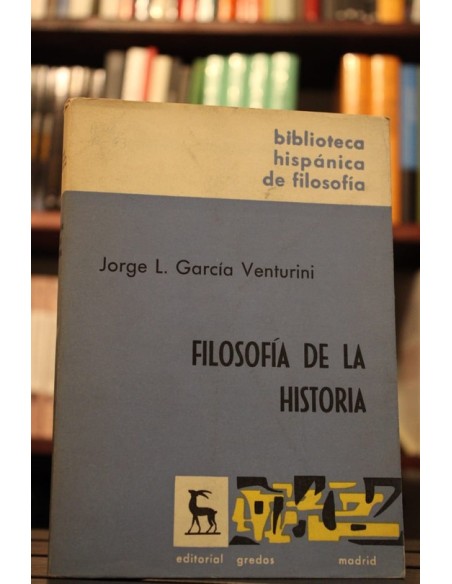 biblioteca
hispánica
de filosofía
Jorge L. García Venturini
FILOSOFÍA DE LA
HISTORIA
editorial gredos madrid